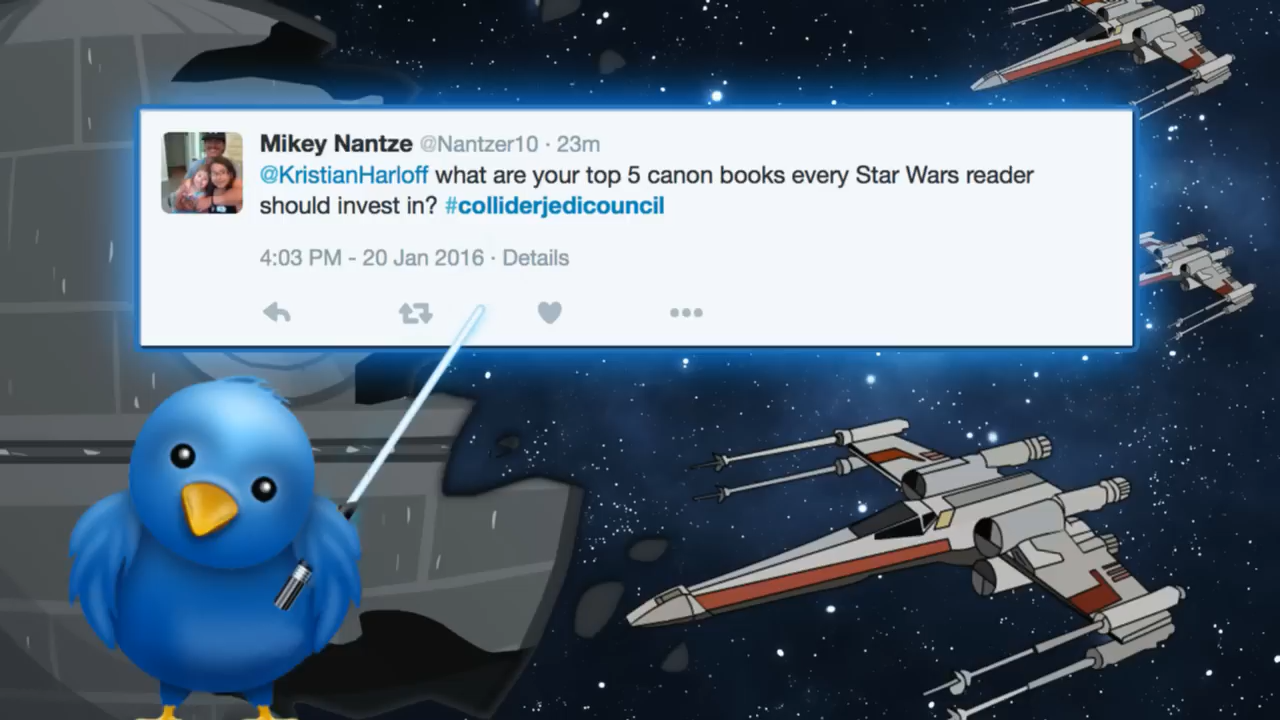 Mikey Nantze @Nantzer10 · 23m
@KristianHarloff what are your top 5 canon books every Star Wars reader
should invest in? #colliderjedicouncil
4:03 PM - 20 Jan 2016 · Details